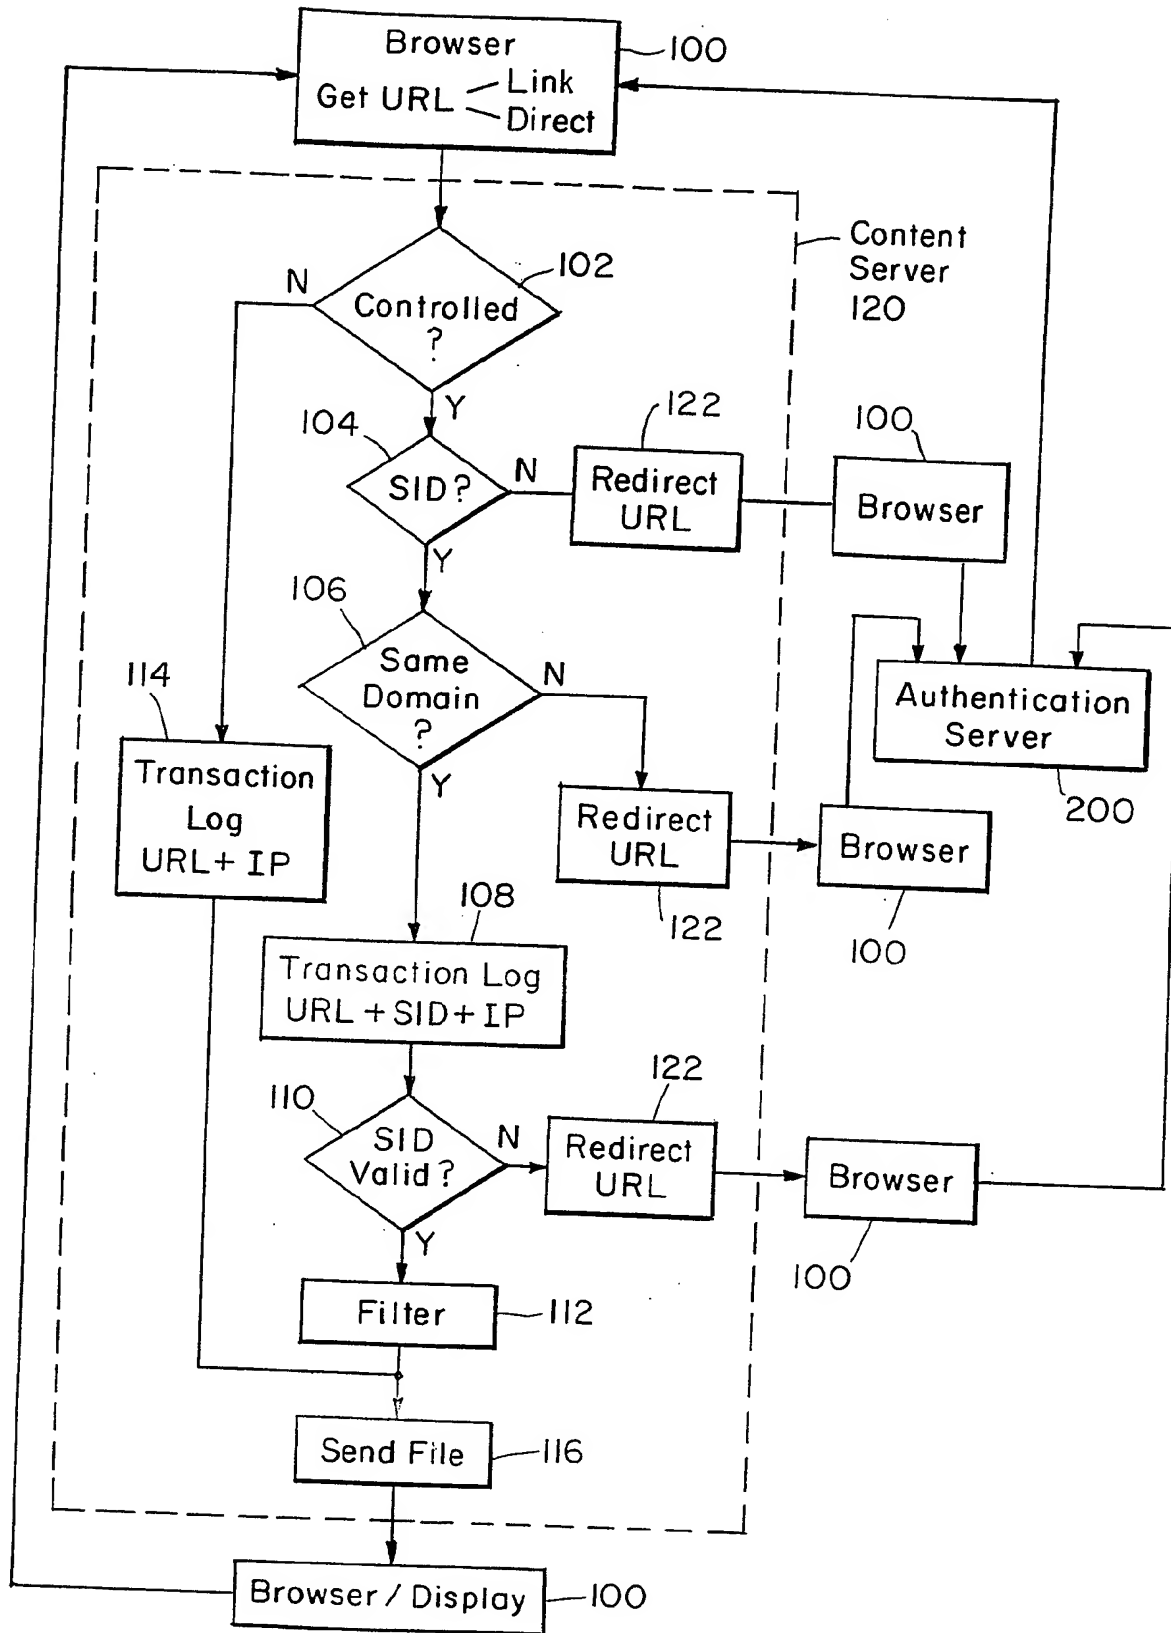 Browser
100
Get URL
Link
Direct
Content
Server
120
102
N
Controlled
?
Y
104
SID?
N
122
Redirect
URL
100
Browser
Y
106
Same
Domain
?
N
Y
114
Transaction
Log
URL + IP
Authentication
Server
200
Redirect
URL
122
Browser
100
108
Transaction Log
URL + SID + IP
110
SID
Valid?
N
Y
122
Redirect
URL
Browser
100
Filter
112
Send File
116
Browser / Display
100